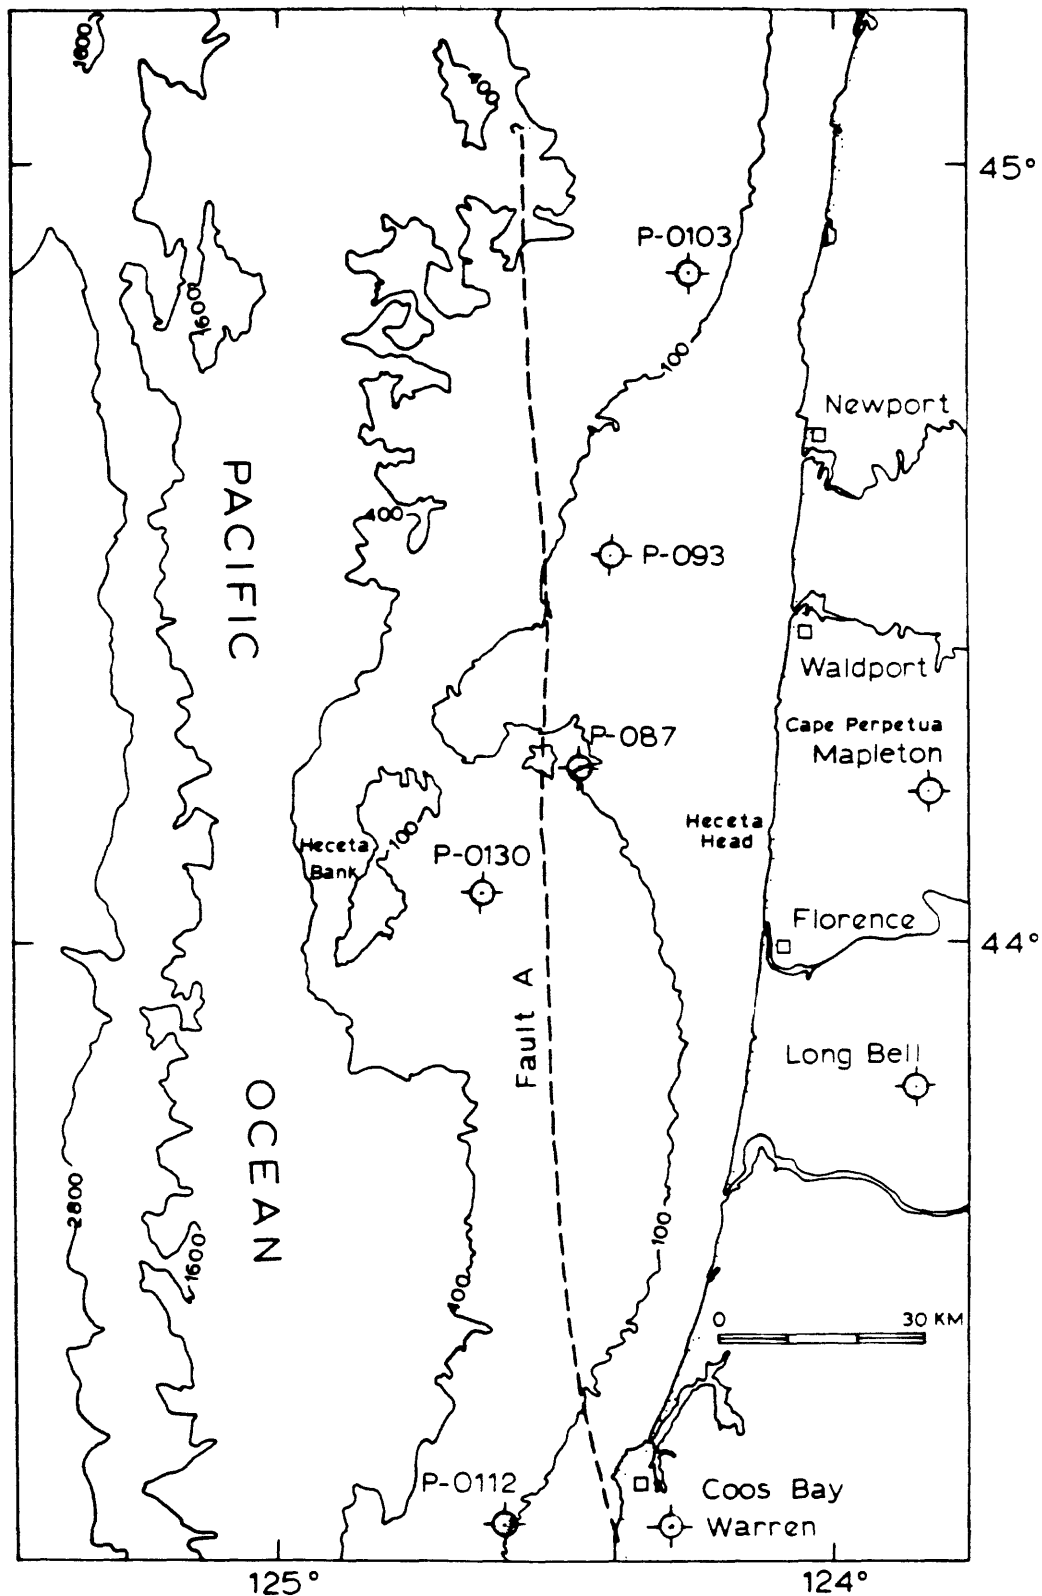 1600
400
45°
P-0103
1600
100
Newport
PACIFIC
400
P-093
Waldport
Cape Perpetua
P-087
Mapleton
Heceta
Head
100
Heceta
Bank
P-0130
Florence
44°
Fault A
Long Bell
OCEAN
2800
100
1600
400
0 30 KM
P-0112
Coos Bay
Warren
125° 124°